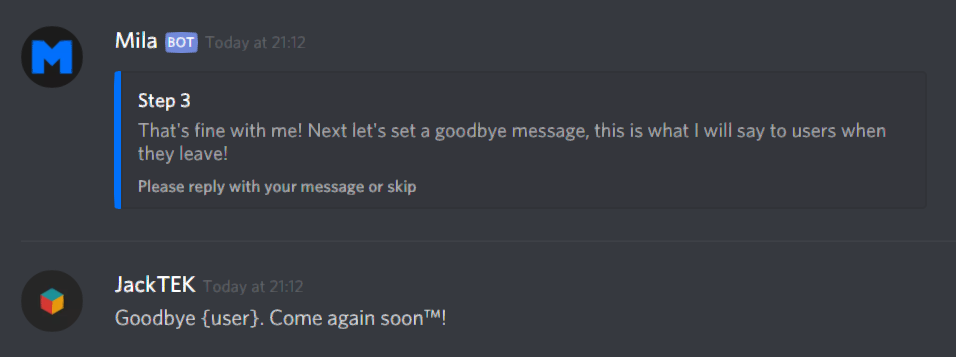 M
Mila BOT Today at 21:12
Step 3
That's fine with me! Next let's set a goodbye message, this is what I will say to users when
they leave!
Please reply with your message or skip
JackTEK Today at 21:12
Goodbye {user}. Come again soon™!